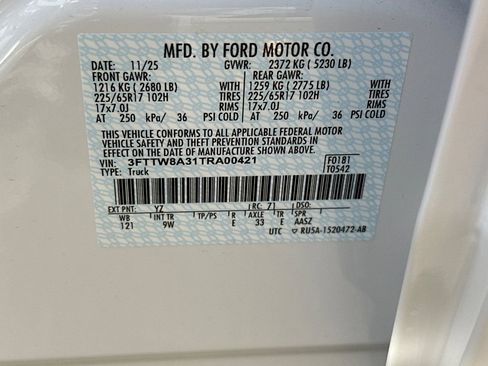 MFD. BY FORD MOTOR CO.
DATE: 11/25 GVWR: 2372 KG ( 5230 LB)
FRONT GAWR: REAR GAWR:
1216 KG ( 2680 LB) WITH 1259 KG ( 2775 LB) WITH
225/65R17 102H TIRES 225/65R17 102H TIRES
17x7.0J RIMS 17x7.0J RIMS
AT 250 kPa/ 36 PSI COLD AT 250 kPa/ 36 PSI COLD
THIS VEHICLE CONFORMS TO ALL APPLICABLE FEDERAL MOTOR
VEHICLE SAFETY AND THEFT PREVENTION STANDARDS IN
EFFECT ON THE DATE OF MANUFACTURE SHOWN ABOVE.
VIN: 3FTTW8A31TRA00421 F0181
TYPE: Truck T0542
EXT PNT: YZ RC: 71 DSO:
WB INT TR TP/PS R AXLE TR SPR
121 9W E 33 E AASZ
UTC RU5A-1520472-AB